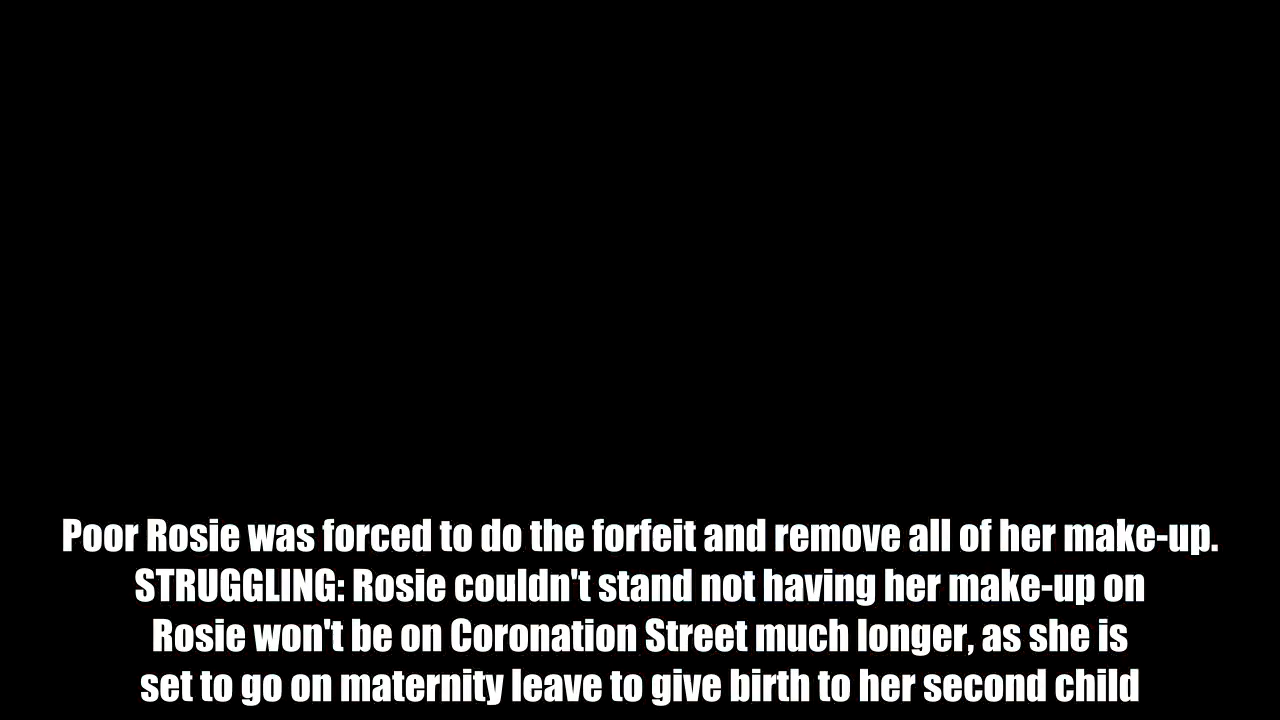 Poor Rosie was forced to do the forfeit and remove all of her make-up.
STRUGGLING: Rosie couldn't stand not having her make-up on
Rosie won't be on Coronation Street much longer, as she is
set to go on maternity leave to give birth to her second child